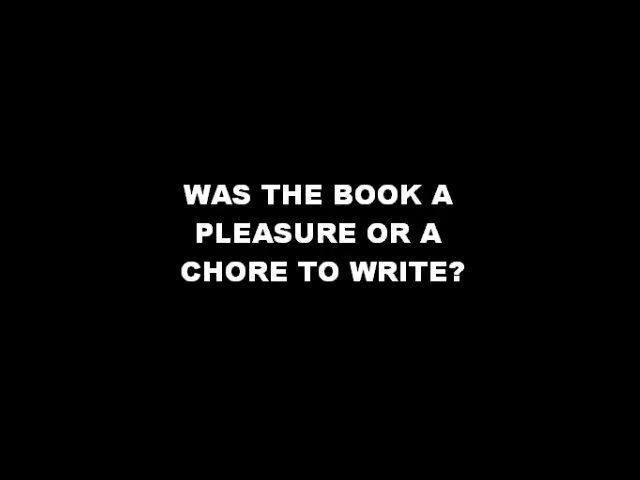 WAS THE BOOK A
PLEASURE OR A
CHORE TO WRITE?